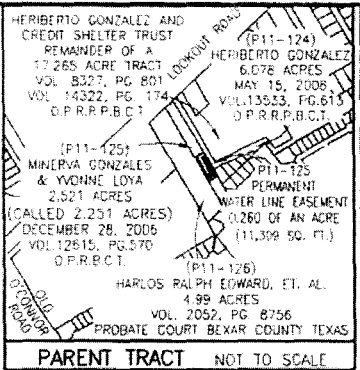 HERIBERTO GONZALEZ AND
CREDIT SHELTER TRUST
REMAINDER OF A
17.265 ACRE TRACT
VOL. 8327, PG 801
VOL. 14322, PG. 174
O.P.R.R.P.B.C.T.
LOOKOUT ROAD
(P11-124)
HERIBERTO GONZALEZ
6.078 ACRES
MAY 15, 2008
VOL.13533, PG.613
O.P.R.R.P.B.C.T.
(P11-125)
MINERVA GONZALES
& YVONNE LOYA
2.521 ACRES
(CALLED 2.251 ACRES)
DECEMBER 28, 2006
VOL.12615, PG.570
O.P.R.P.B.C.T.
P11-125
PERMANENT
WATER LINE EASEMENT
0.260 OF AN ACRE
(11,309 SQ. FT.)
(P11-126)
HARLOS RALPH EDWARD, ET. AL.
4.99 ACRES
VOL. 2052, PG. 8756
PROBATE COURT BEXAR COUNTY TEXAS
OLD
O'CONNOR
ROAD
PARENT TRACT NOT TO SCALE